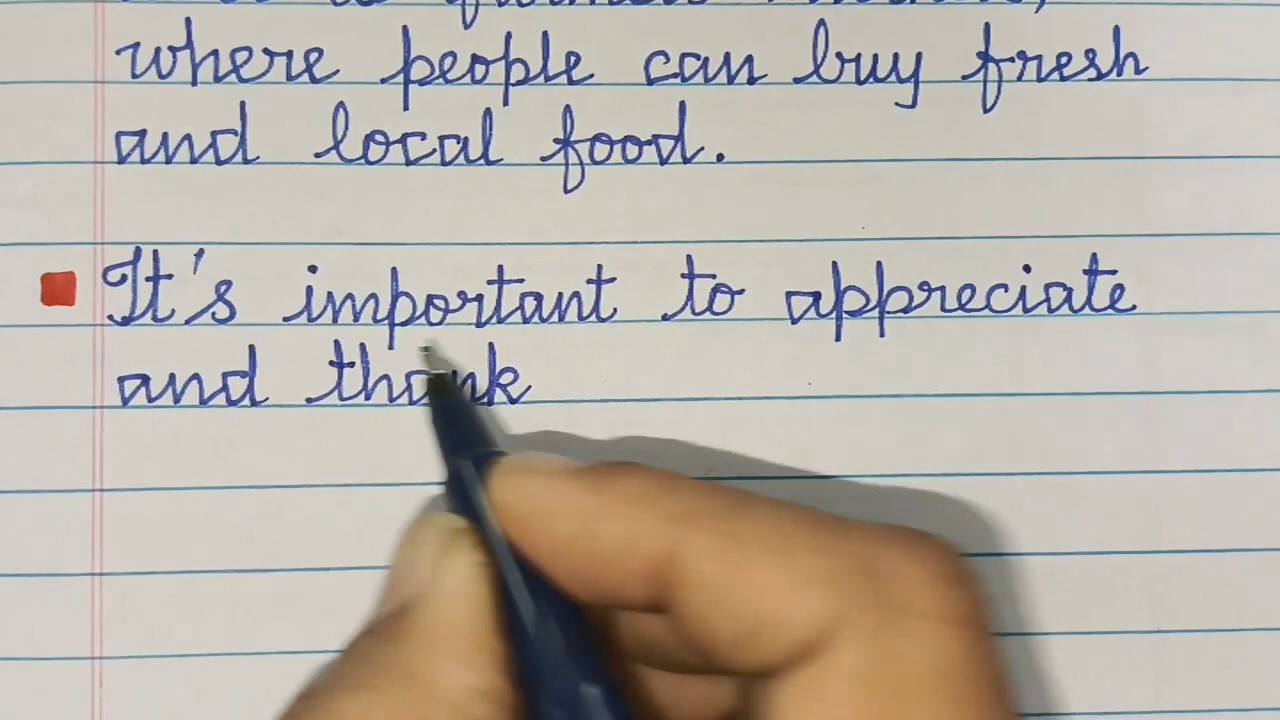 where people can buy fresh
and local food.
It's important to appreciate
and thank